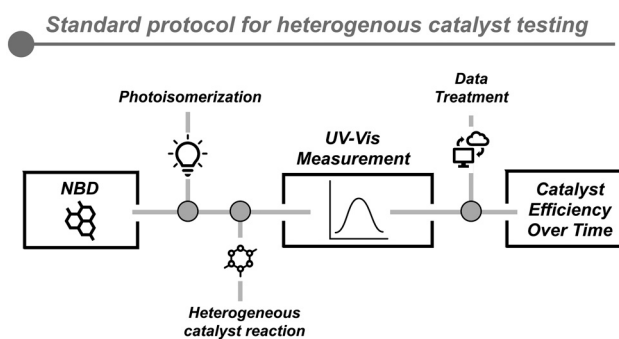 Standard protocol for heterogenous catalyst testing
Photoisomerization
Data
Treatment
UV-Vis
Measurement
NBD
Catalyst
Efficiency
Over Time
Heterogeneous
catalyst reaction